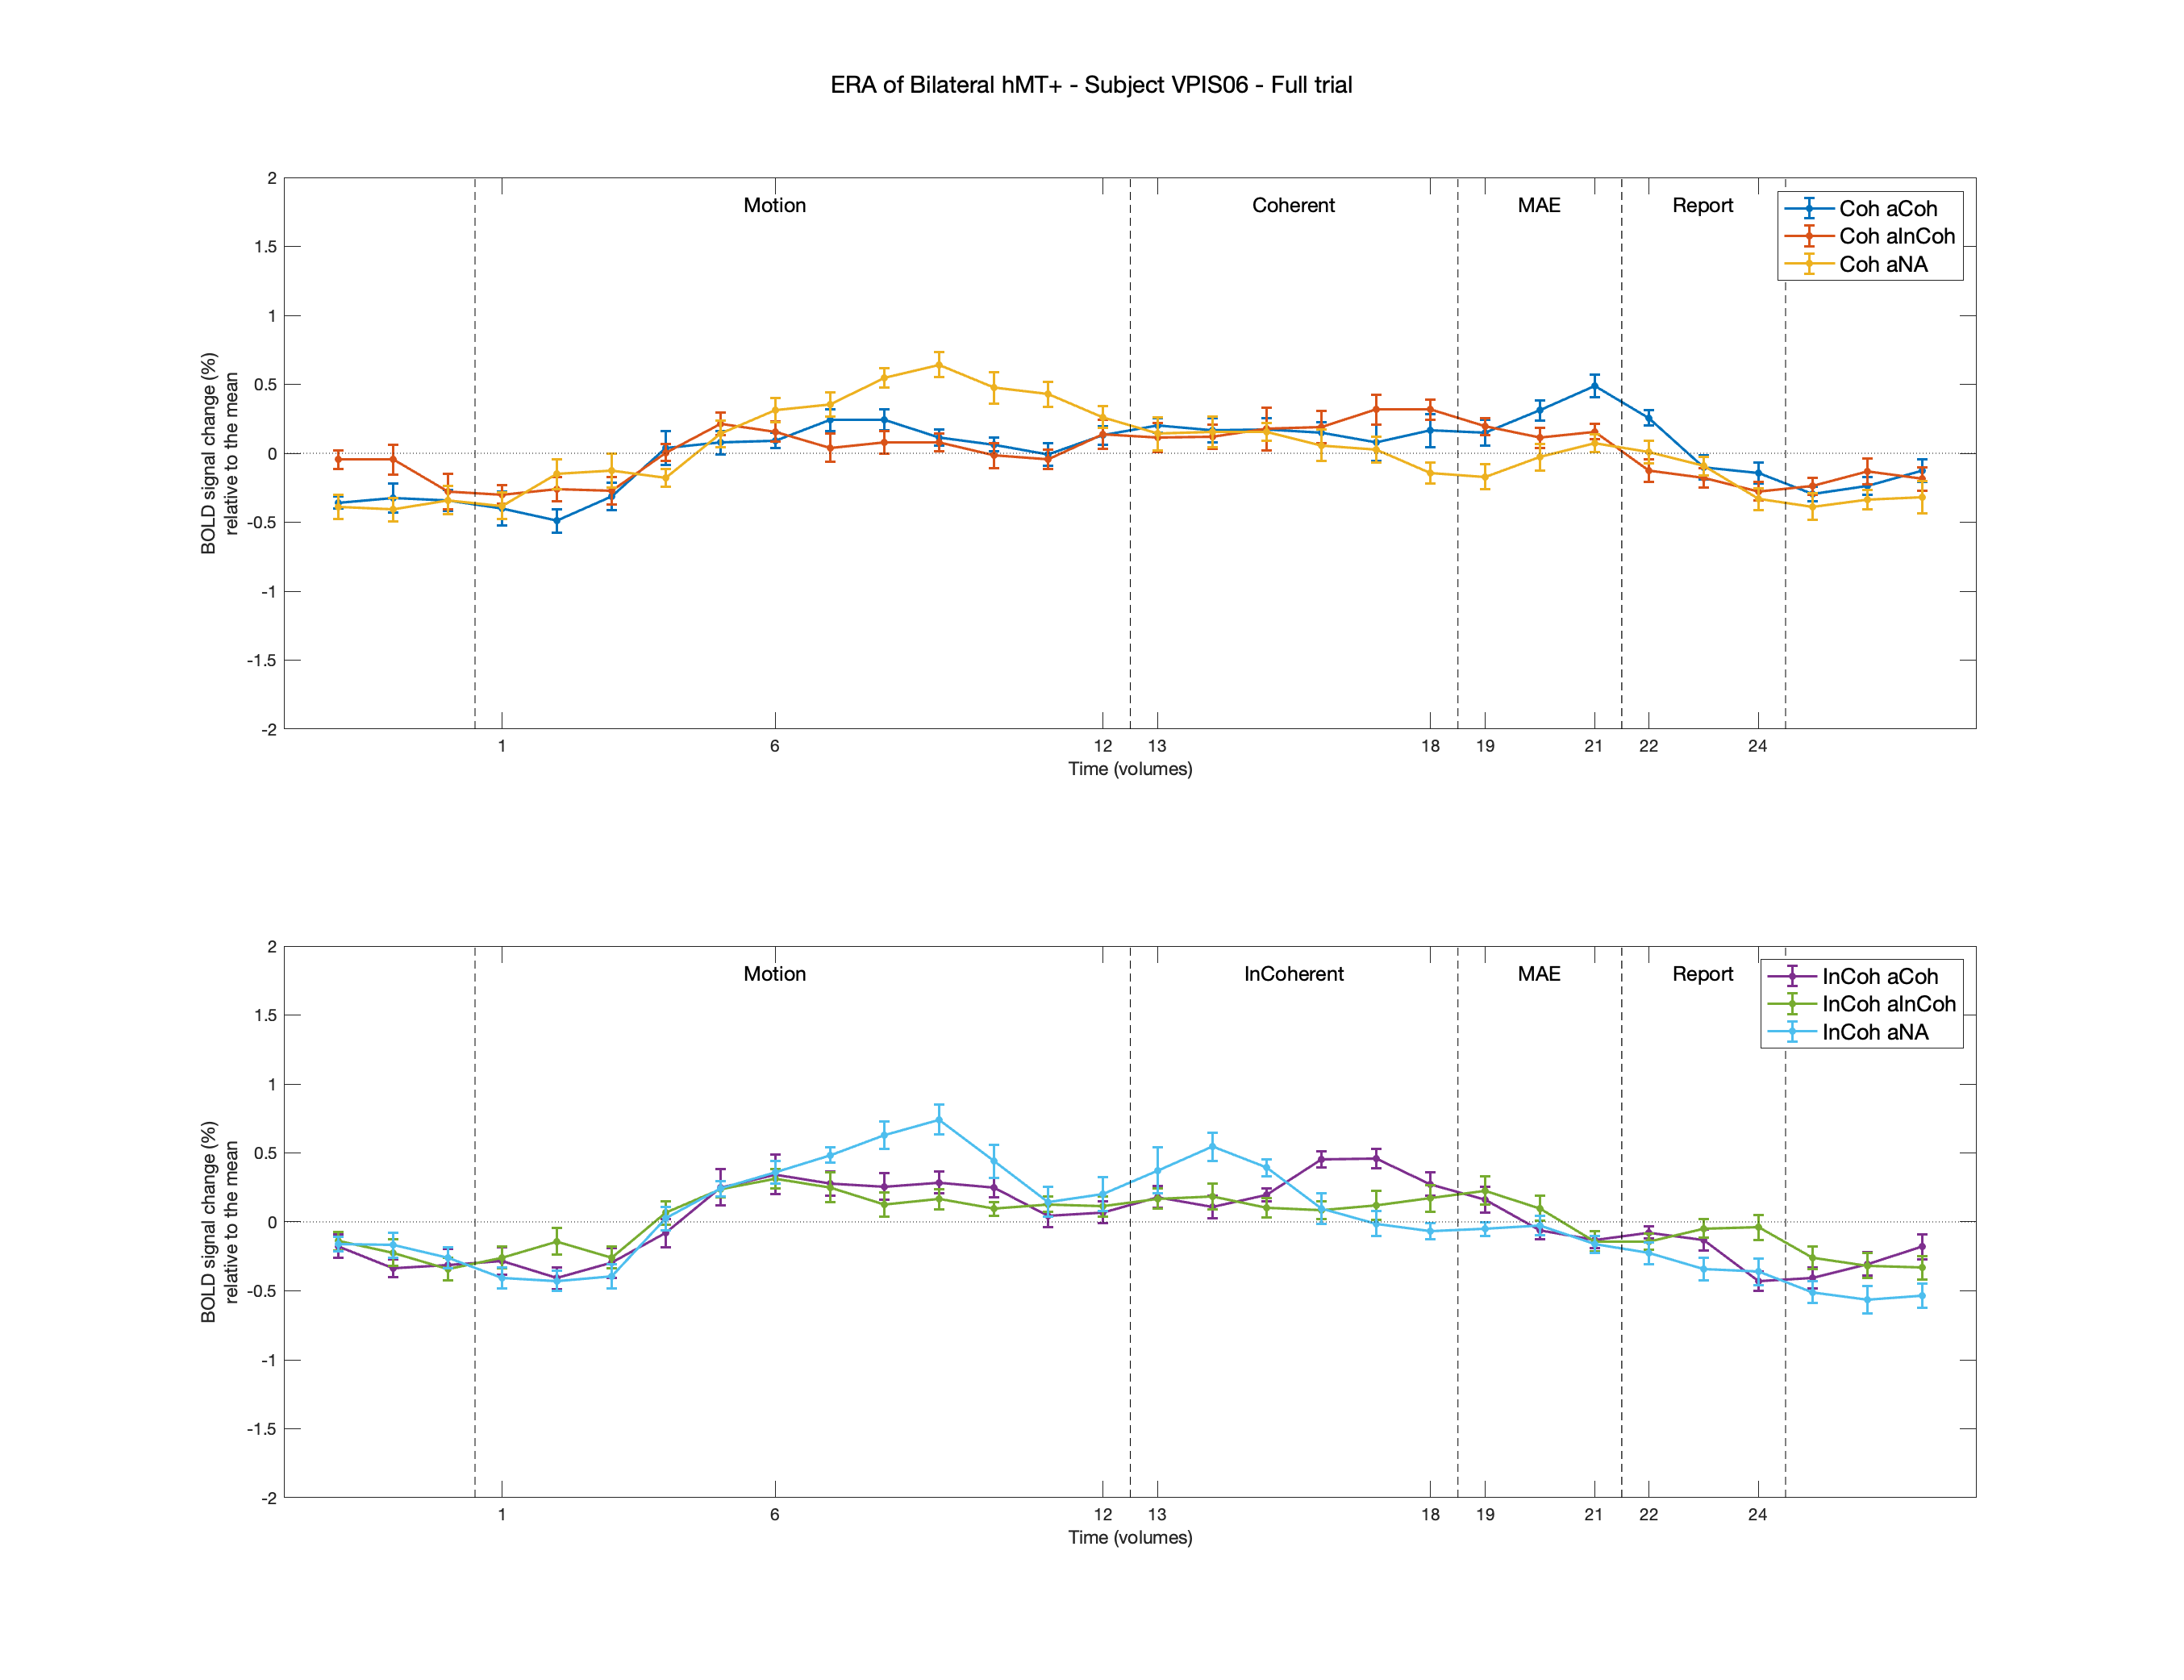 ERA of Bilateral hMT+ - Subject VPIS06 - Full trial
Motion
Coherent
MAE
Report
Coh aCoh
Coh aInCoh
Coh aNA
2
1.5
1
0.5
0
-0.5
-1
-1.5
-2
BOLD signal change (%)
relative to the mean
1 6 12 13 18 19 21 22 24
Time (volumes)
Motion
InCoherent
MAE
Report
InCoh aCoh
InCoh aInCoh
InCoh aNA
2
1.5
1
0.5
0
-0.5
-1
-1.5
-2
BOLD signal change (%)
relative to the mean
1 6 12 13 18 19 21 22 24
Time (volumes)